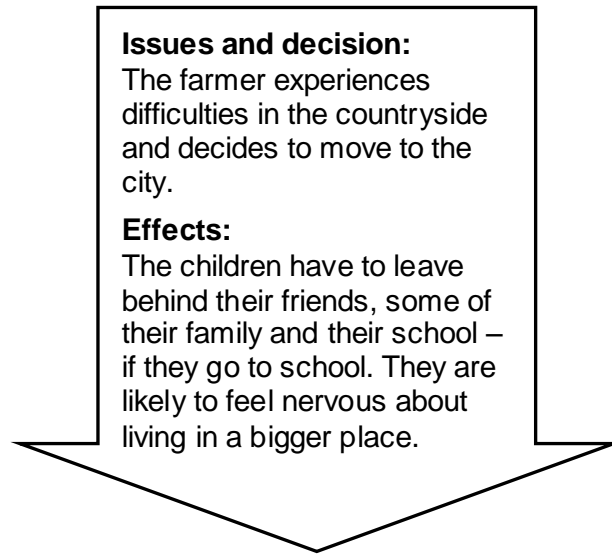 Issues and decision:
The farmer experiences
difficulties in the countryside
and decides to move to the
city.
Effects:
The children have to leave
behind their friends, some of
their family and their school –
if they go to school. They are
likely to feel nervous about
living in a bigger place.